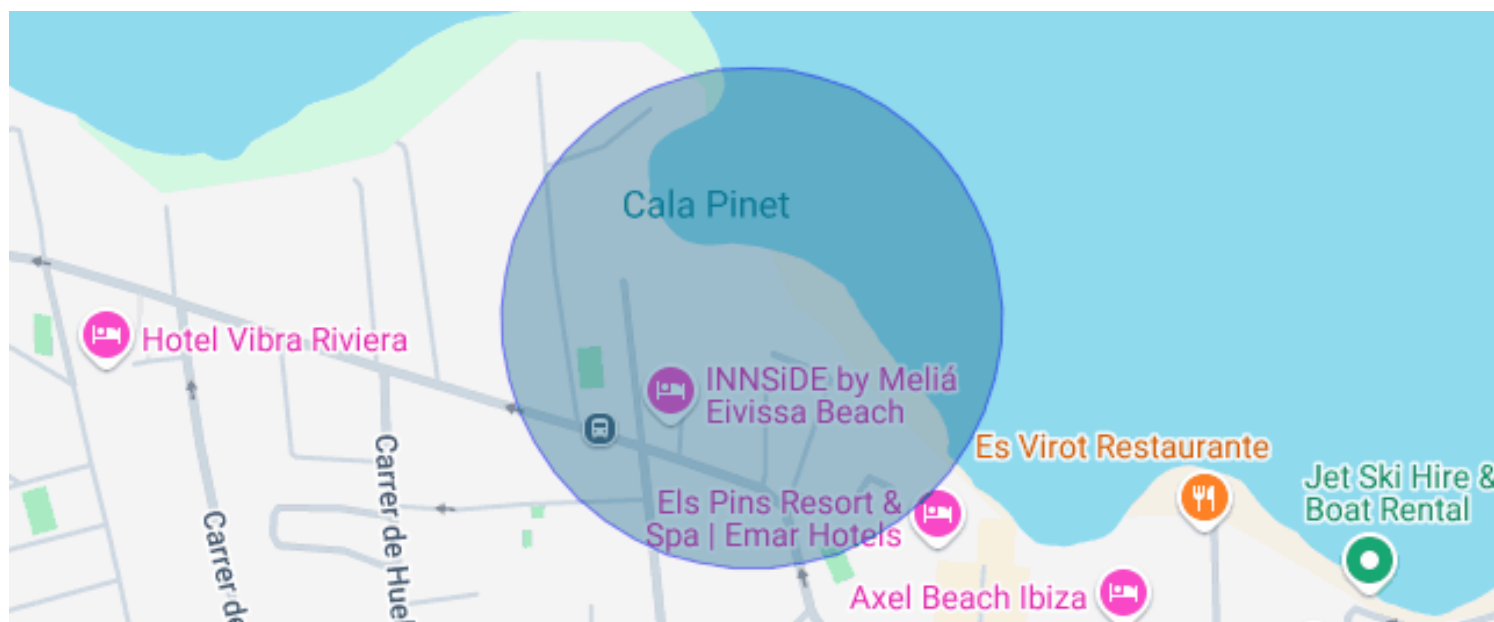 Cala Pinet
Hotel Vibra Riviera
INNSiDE by Meliá
Eivissa Beach
Es Virot Restaurante
Jet Ski Hire &
Boat Rental
Els Pins Resort &
Spa | Emar Hotels
Axel Beach Ibiza
Carrer de
Carrer de Huel